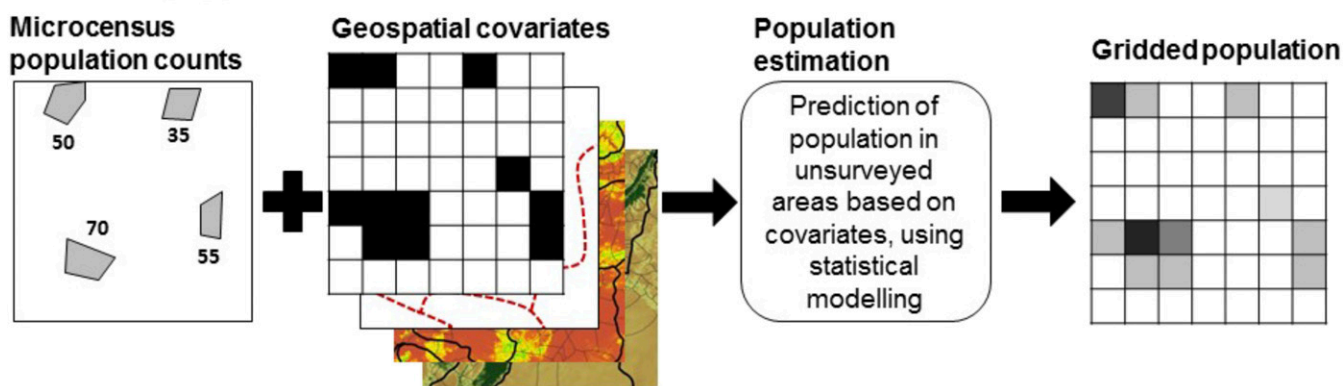 Microcensus
population counts
50
35
70
55
Geospatial covariates
Population
estimation
Prediction of
population in
unsurveyed
areas based on
covariates, using
statistical
modelling
Gridded population